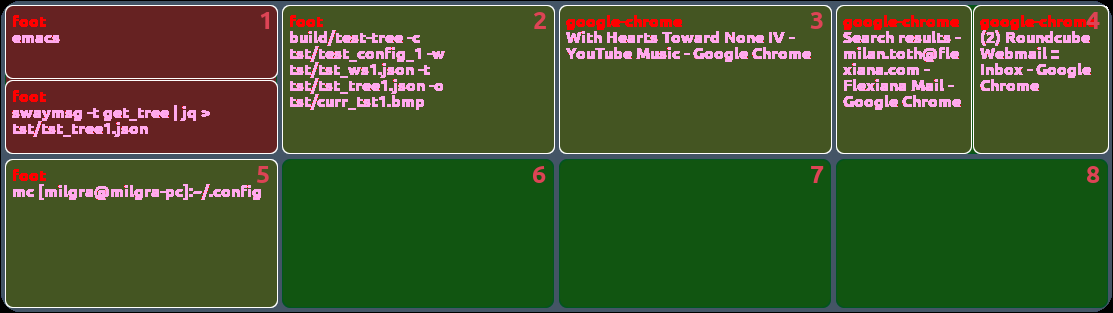 foot 1
emacs
foot
swaymsg -t get_tree | jq >
tst/tst_tree1.json
foot 2
build/test-tree -c
tst/test_config_1 -w
tst/tst_ws1.json -t
tst/tst_tree1.json -o
tst/curr_tst1.bmp
google-chrome 3
With Hearts Toward None IV -
YouTube Music - Google Chrome
google-chrome
Search results -
milan.toth@fle
xiana.com -
Flexiana Mail -
Google Chrome
google-chrome 4
(2) Roundcube
Webmail ::
Inbox - Google
Chrome
foot 5
mc [milgra@milgra-pc]:~/.config
6
7
8